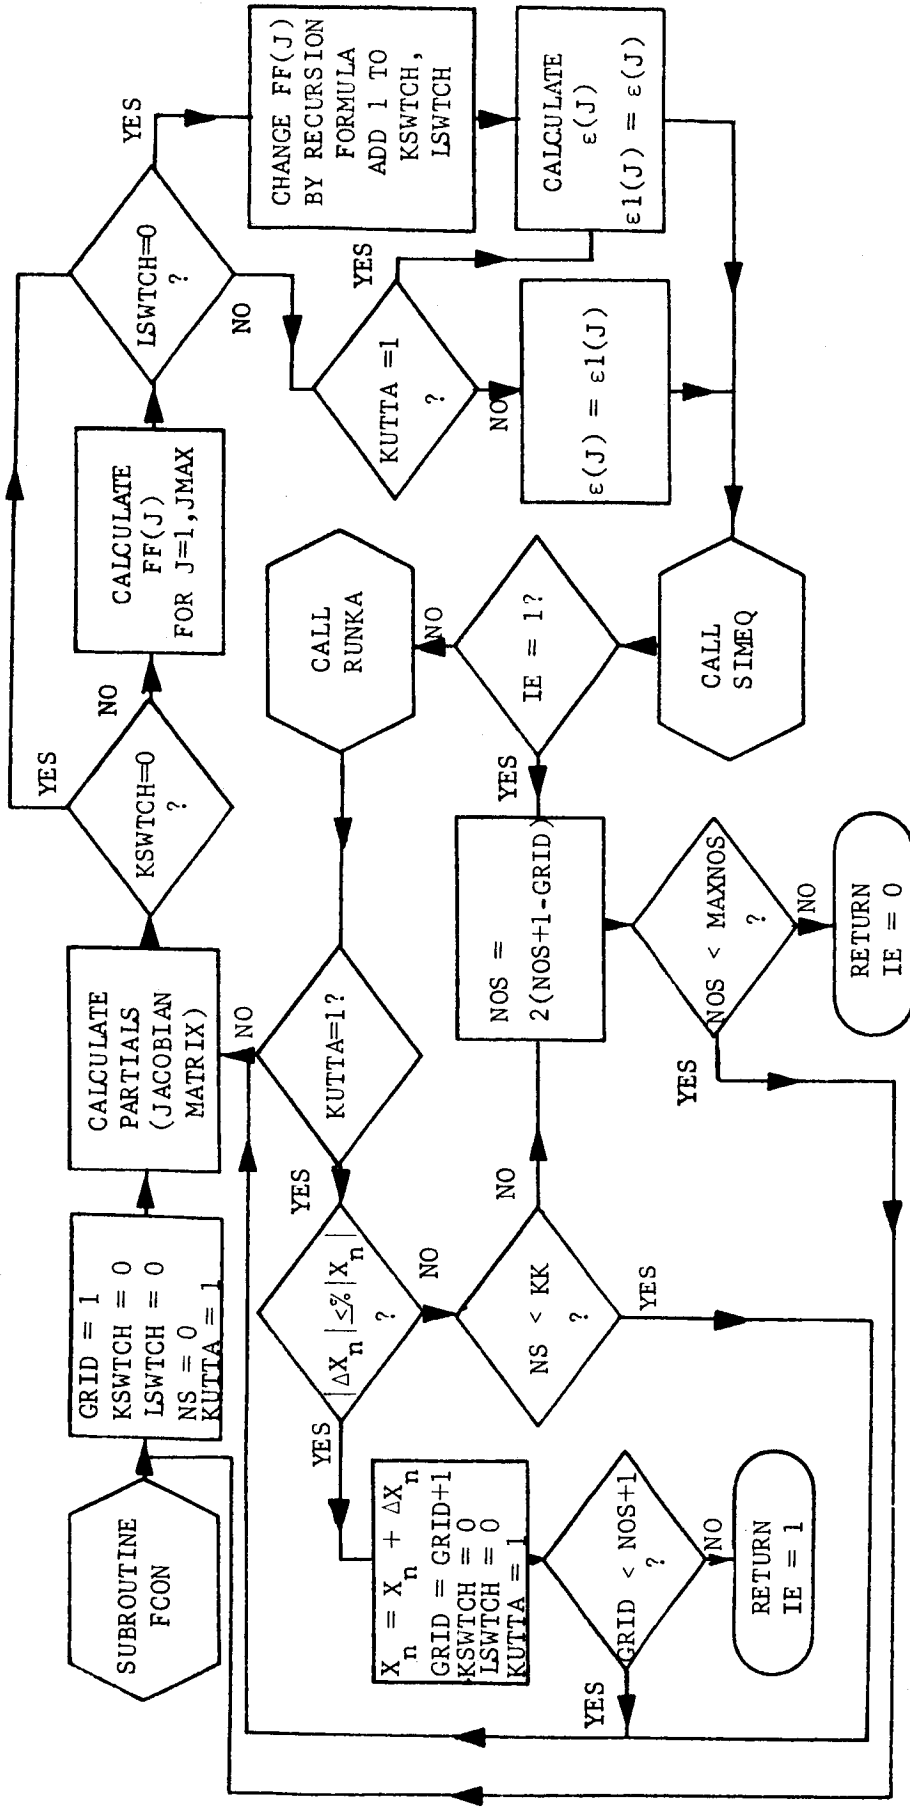 SUBROUTINE
FCON
GRID = 1
KSWTCH = 0
LSWTCH = 0
NS = 0
KUTTA = 1
CALCULATE
PARTIALS
(JACOBIAN
MATRIX)
KSWTCH=0
?
YES
NO
CALCULATE
FF(J)
FOR J=1,JMAX
LSWTCH=0
?
YES
NO
CHANGE FF(J)
BY RECURSION
FORMULA
ADD 1 TO
KSWTCH,
LSWTCH
KUTTA =1
?
YES
NO
CALCULATE
ε(J)
ε1(J) = ε(J)
ε(J) = ε1(J)
CALL
SIMEQ
IE = 1?
NO
YES
CALL
RUNKA
KUTTA=1?
NO
YES
|ΔX_n| ≤% |X_n|
?
YES
NO
X_n = X_n + ΔX_n
GRID = GRID+1
KSWTCH = 0
LSWTCH = 0
KUTTA = 1
GRID < NOS+1
?
YES
NO
RETURN
IE = 1
NS < KK
?
NO
YES
NOS =
2(NOS+1-GRID)
NOS < MAXNOS
?
YES
NO
RETURN
IE = 0